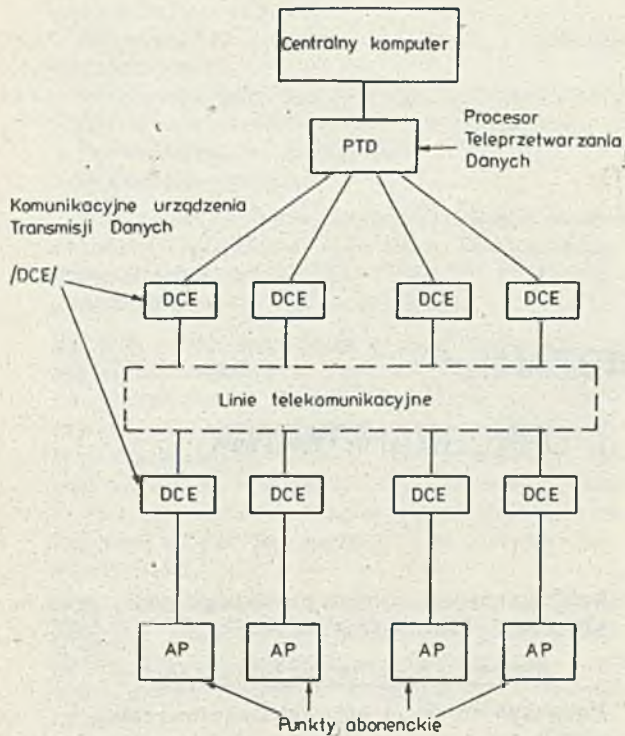 Centralny komputer
PTD
Procesor
Teleprzetwarzania
Danych
Komunikacyjne urządzenia
Transmisji Danych
/DCE/
DCE DCE DCE DCE
Linie telekomunikacyjne
DCE DCE DCE DCE
AP AP AP AP
Punkty abonenckie